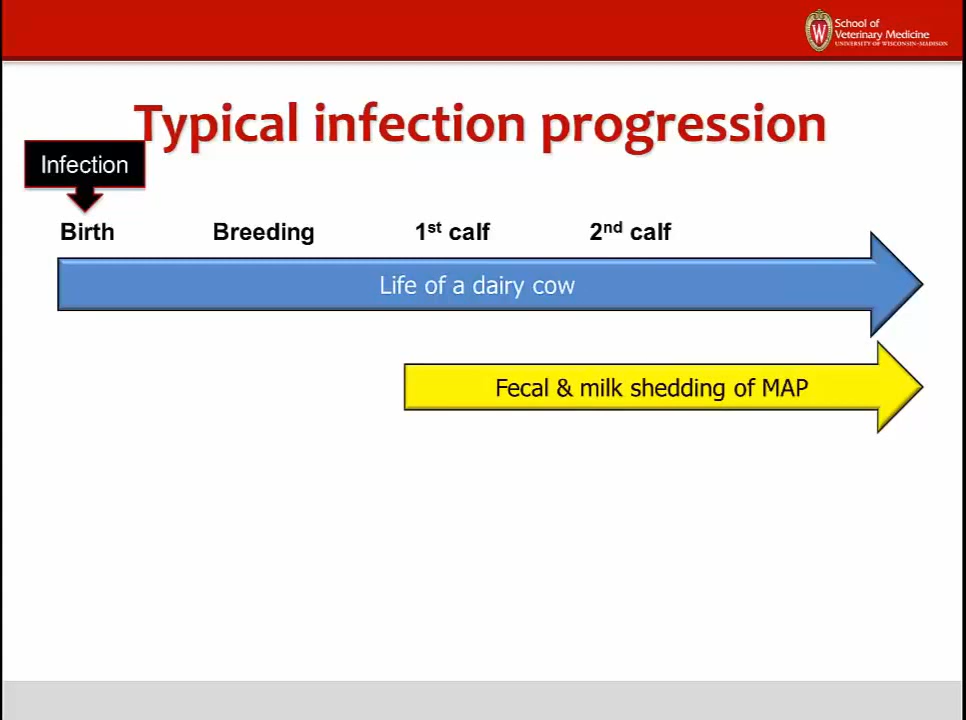 School of
Veterinary Medicine
UNIVERSITY OF WISCONSIN-MADISON
Typical infection progression
Infection
Birth Breeding 1st calf 2nd calf
Life of a dairy cow
Fecal & milk shedding of MAP